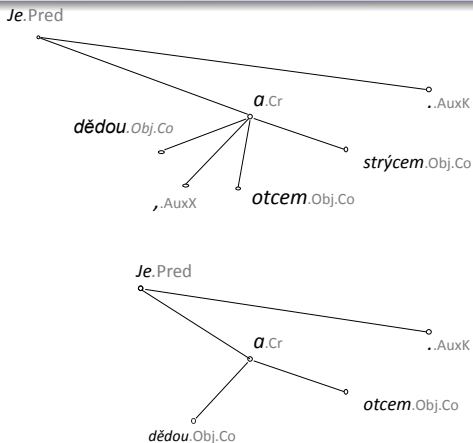 Je.Pred
a.Cr
..AuxK
dědou.Obj.Co
strýcem.Obj.Co
,.AuxX
otcem.Obj.Co
Je.Pred
a.Cr
..AuxK
otcem.Obj.Co
dědou.Obj.Co